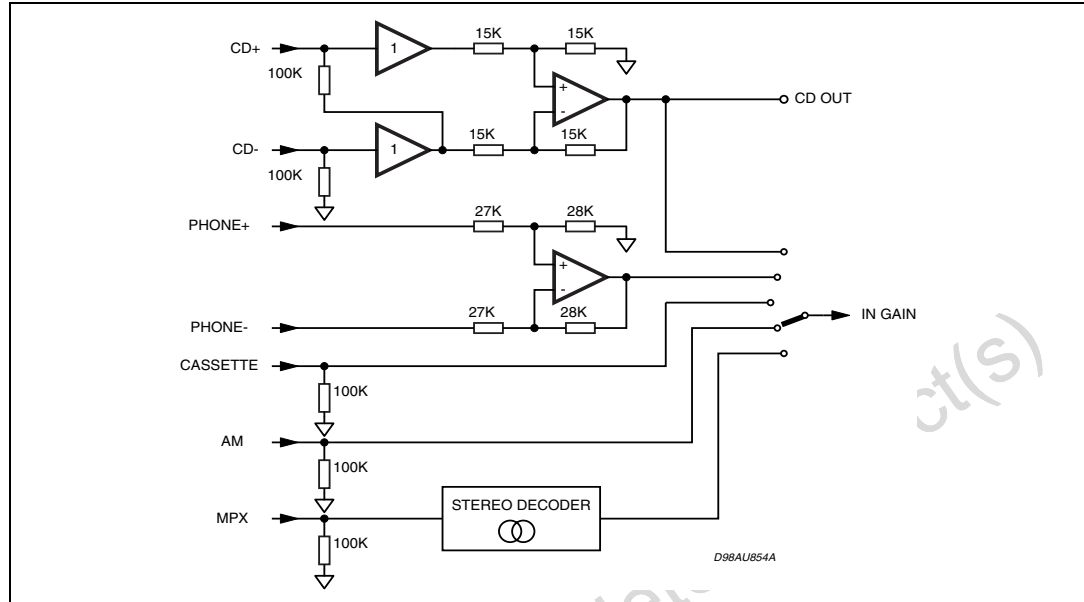 CD+
100K
1
15K
15K
+
-
CD OUT
CD-
100K
1
15K
15K
PHONE+
27K
28K
+
-
PHONE-
27K
28K
IN GAIN
CASSETTE
100K
AM
100K
MPX
100K
STEREO DECODER
D98AU854A
ct(s)